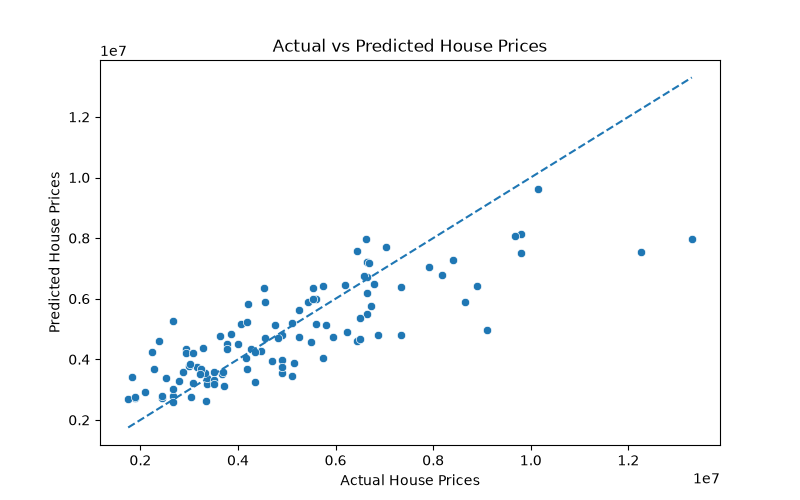 Actual vs Predicted House Prices
1e7
1.2
1.0
0.8
0.6
0.4
0.2
Predicted House Prices
0.2 0.4 0.6 0.8 1.0 1.2
Actual House Prices
1e7